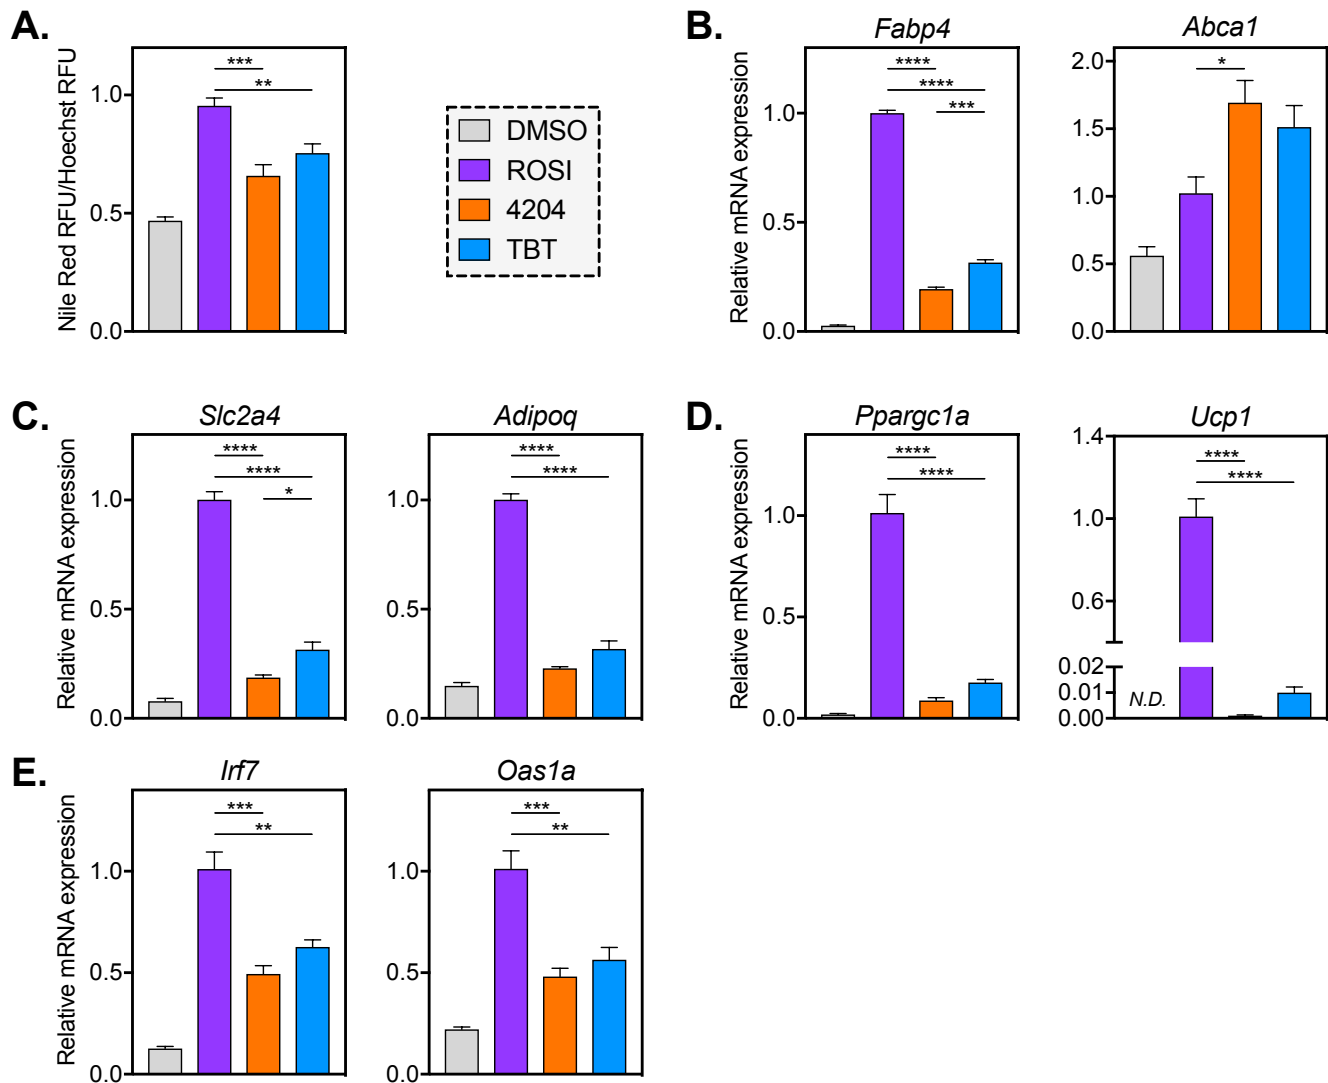 A.
Nile Red RFU/Hoechst RFU
1.0
0.5
0.0
***
**
DMSO
ROSI
4204
TBT
B.
Fabp4
Relative mRNA expression
1.0
0.5
0.0
****
****
***
Abca1
2.0
1.5
1.0
0.5
0.0
*
C.
Slc2a4
Relative mRNA expression
1.0
0.5
0.0
****
****
*
Adipoq
1.0
0.5
0.0
****
****
D.
Ppargc1a
Relative mRNA expression
1.0
0.5
0.0
****
****
Ucp1
1.4
1.0
0.6
0.02
0.01
0.00
****
****
N.D.
E.
Irf7
Relative mRNA expression
1.0
0.5
0.0
***
**
Oas1a
1.0
0.5
0.0
***
**